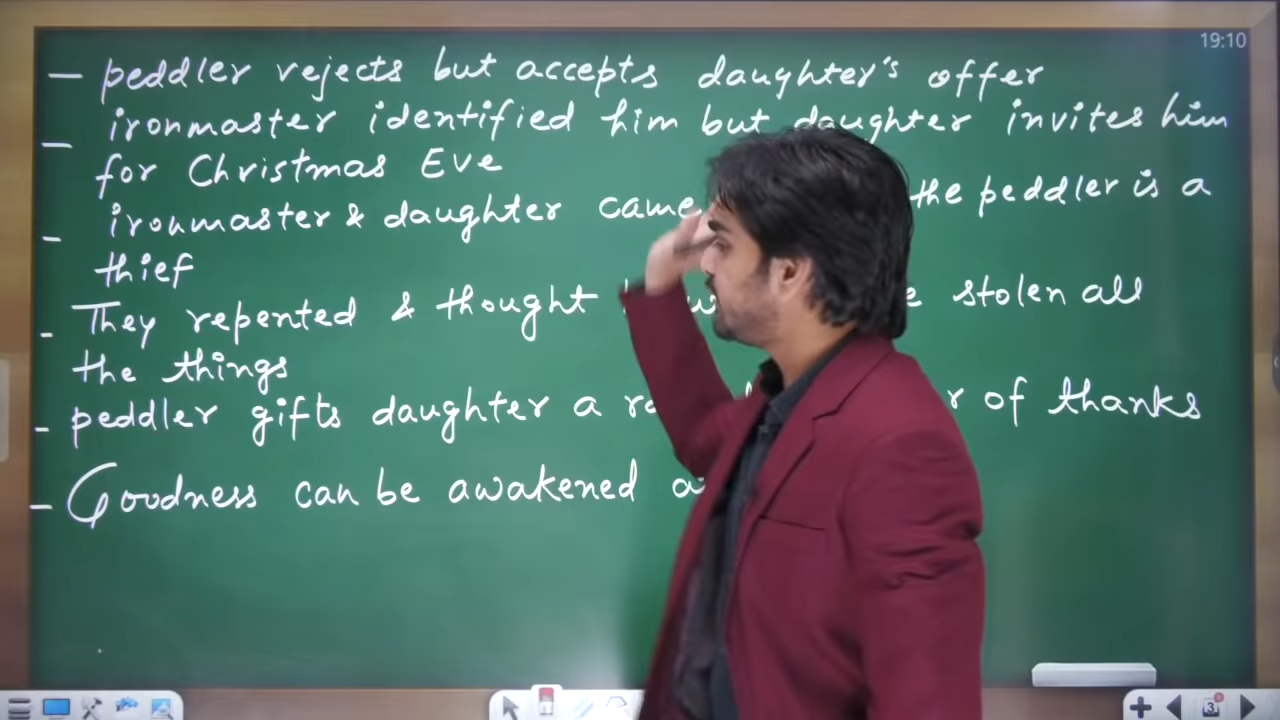 19:10
— peddler rejects but accepts daughter's offer
— ironmaster identified him but daughter invites him
for Christmas Eve
- ironmaster & daughter came the peddler is a
thief
- They repented & thought stolen all
the things
- peddler gifts daughter a of thanks
- Goodness can be awakened
3